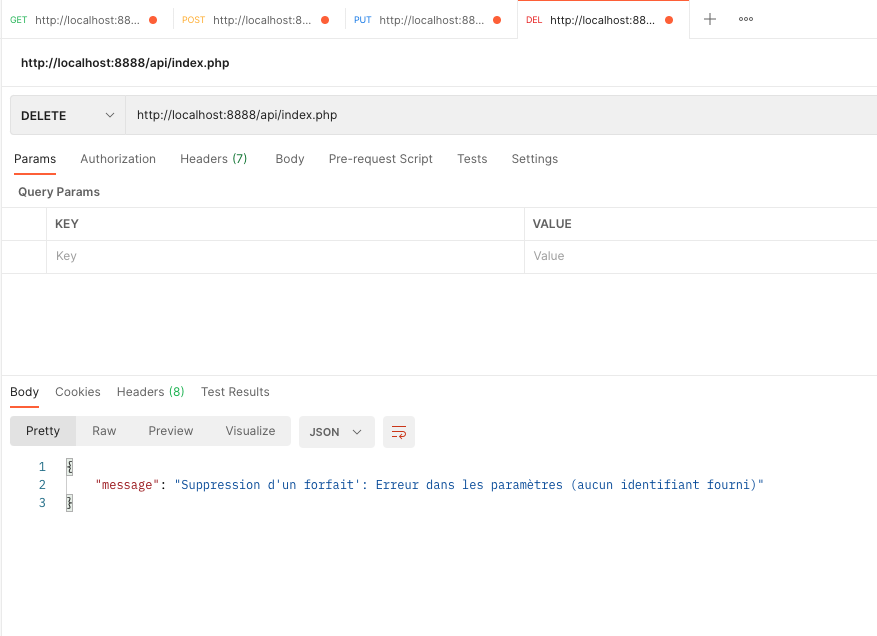 GET http://localhost:88... POST http://localhost:8... PUT http://localhost:88... DEL http://localhost:88...
http://localhost:8888/api/index.php
DELETE http://localhost:8888/api/index.php
Params Authorization Headers (7) Body Pre-request Script Tests Settings
Query Params
KEY VALUE
Key Value
Body Cookies Headers (8) Test Results
Pretty Raw Preview Visualize JSON
1 {
2 "message": "Suppression d'un forfait': Erreur dans les paramètres (aucun identifiant fourni)"
3 }